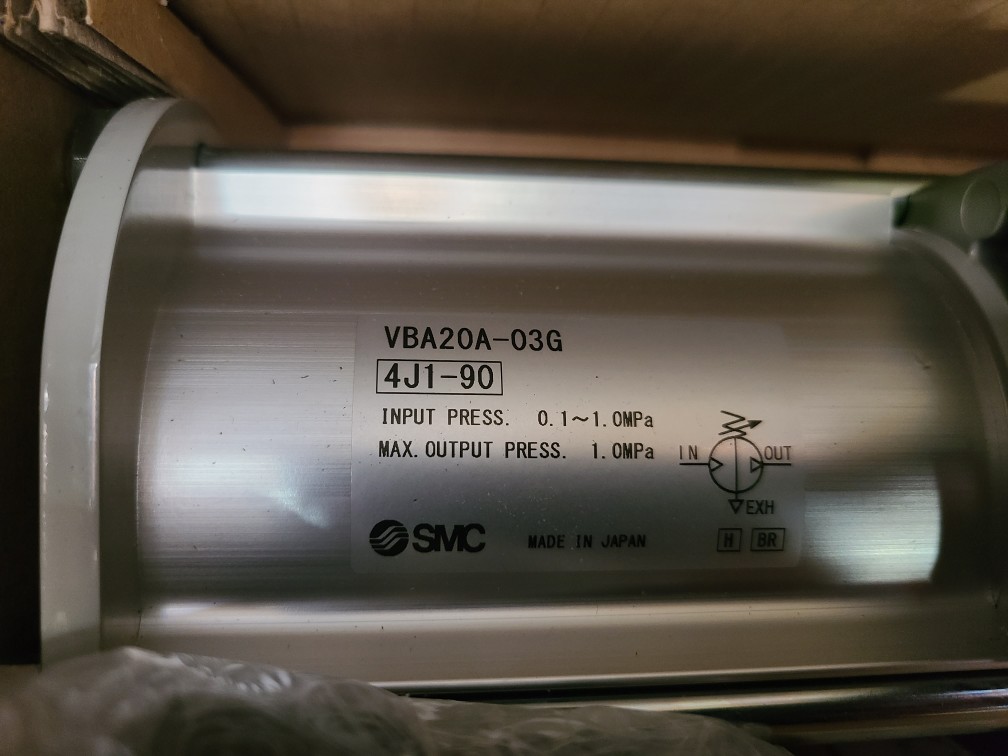 VBA20A-03G
4J1-90
INPUT PRESS. 0.1~1.0MPa
MAX. OUTPUT PRESS. 1.0MPa
IN OUT
EXH
SMC MADE IN JAPAN H BR